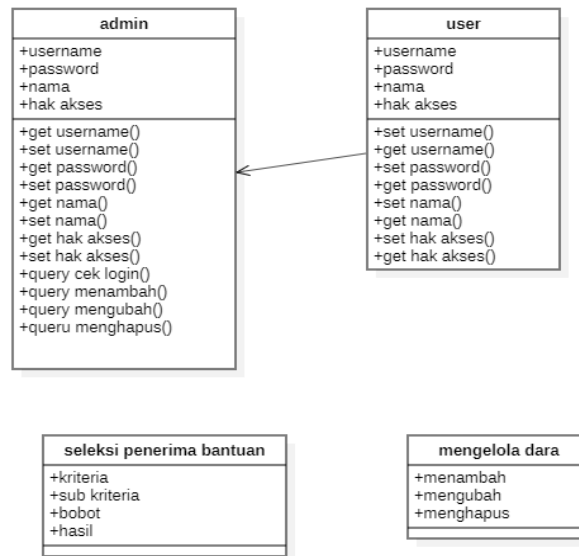 admin
+username
+password
+nama
+hak akses
+get username()
+set username()
+get password()
+set password()
+get nama()
+set nama()
+get hak akses()
+set hak akses()
+query cek login()
+query menambah()
+query mengubah()
+queru menghapus()
user
+username
+password
+nama
+hak akses
+set username()
+get username()
+set password()
+get password()
+set nama()
+get nama()
+set hak akses()
+get hak akses()
seleksi penerima bantuan
+kriteria
+sub kriteria
+bobot
+hasil
mengelola dara
+menambah
+mengubah
+menghapus